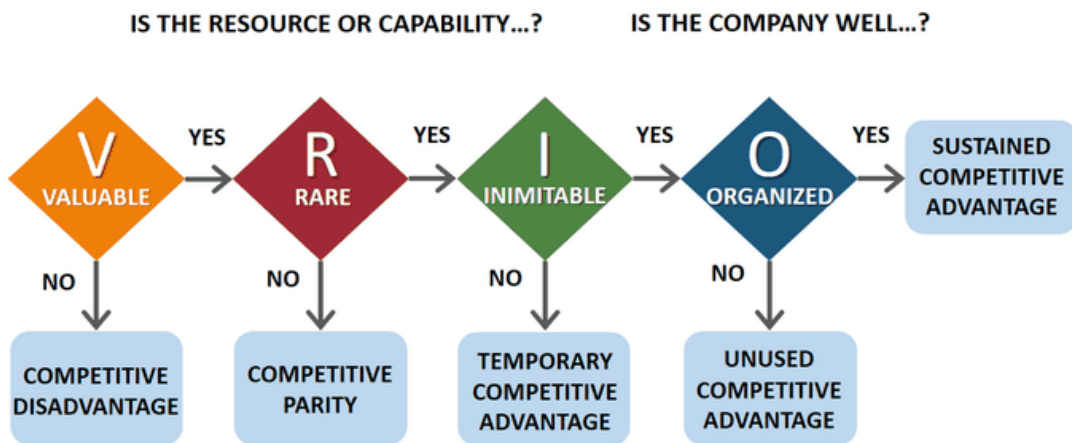 IS THE RESOURCE OR CAPABILITY...?
IS THE COMPANY WELL...?
V
VALUABLE
YES
R
RARE
YES
I
INIMITABLE
YES
O
ORGANIZED
YES
SUSTAINED
COMPETITIVE
ADVANTAGE
NO
NO
NO
NO
COMPETITIVE
DISADVANTAGE
COMPETITIVE
PARITY
TEMPORARY
COMPETITIVE
ADVANTAGE
UNUSED
COMPETITIVE
ADVANTAGE